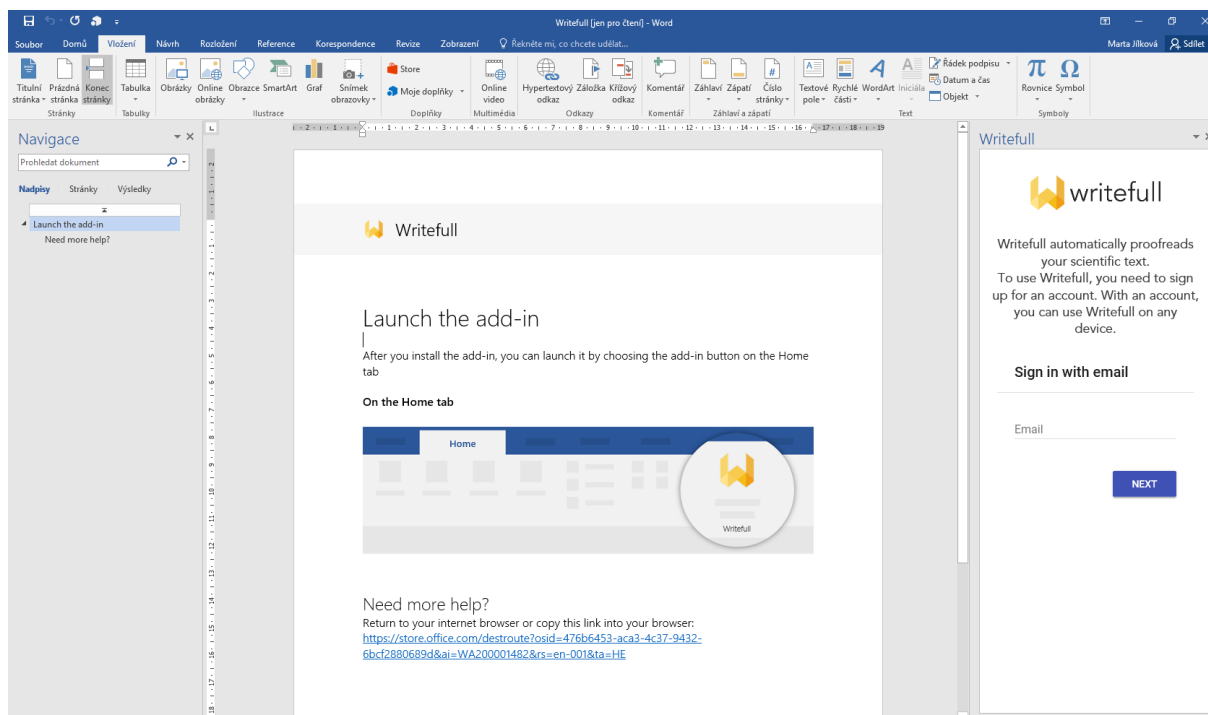 Writefull [jen pro čtení] - Word
Soubor Domů Vložení Návrh Rozložení Reference Korespondence Revize Zobrazení Řekněte mi, co chcete udělat... Marta Jílková Sdílet
Titulní stránka
Prázdná stránka
Konec stránky
Stránky
Tabulka
Tabulky
Obrázky
Online obrázky
Obrazce
SmartArt
Graf
Snímek obrazovky
Ilustrace
Store
Moje doplňky
Doplňky
Online video
Multimédia
Hypertextový odkaz
Záložka
Křížový odkaz
Odkazy
Komentář
Komentář
Záhlaví
Zápatí
Číslo stránky
Záhlaví a zápatí
Textové pole
Rychlé části
WordArt
Iniciála
Řádek podpisu
Datum a čas
Objekt
Text
Rovnice
Symbol
Symboly
Navigace
Prohledat dokument
Nadpisy Stránky Výsledky
Launch the add-in
Need more help?
Writefull
Launch the add-in
After you install the add-in, you can launch it by choosing the add-in button on the Home
tab
On the Home tab
Home
Writefull
Need more help?
Return to your internet browser or copy this link into your browser:
https://store.office.com/destroute?osid=476b6453-aca3-4c37-9432-
6bcf2880689d&ai=WA200001482&rs=en-001&ta=HE
Writefull
writefull
Writefull automatically proofreads
your scientific text.
To use Writefull, you need to sign
up for an account. With an account,
you can use Writefull on any
device.
Sign in with email
Email
NEXT